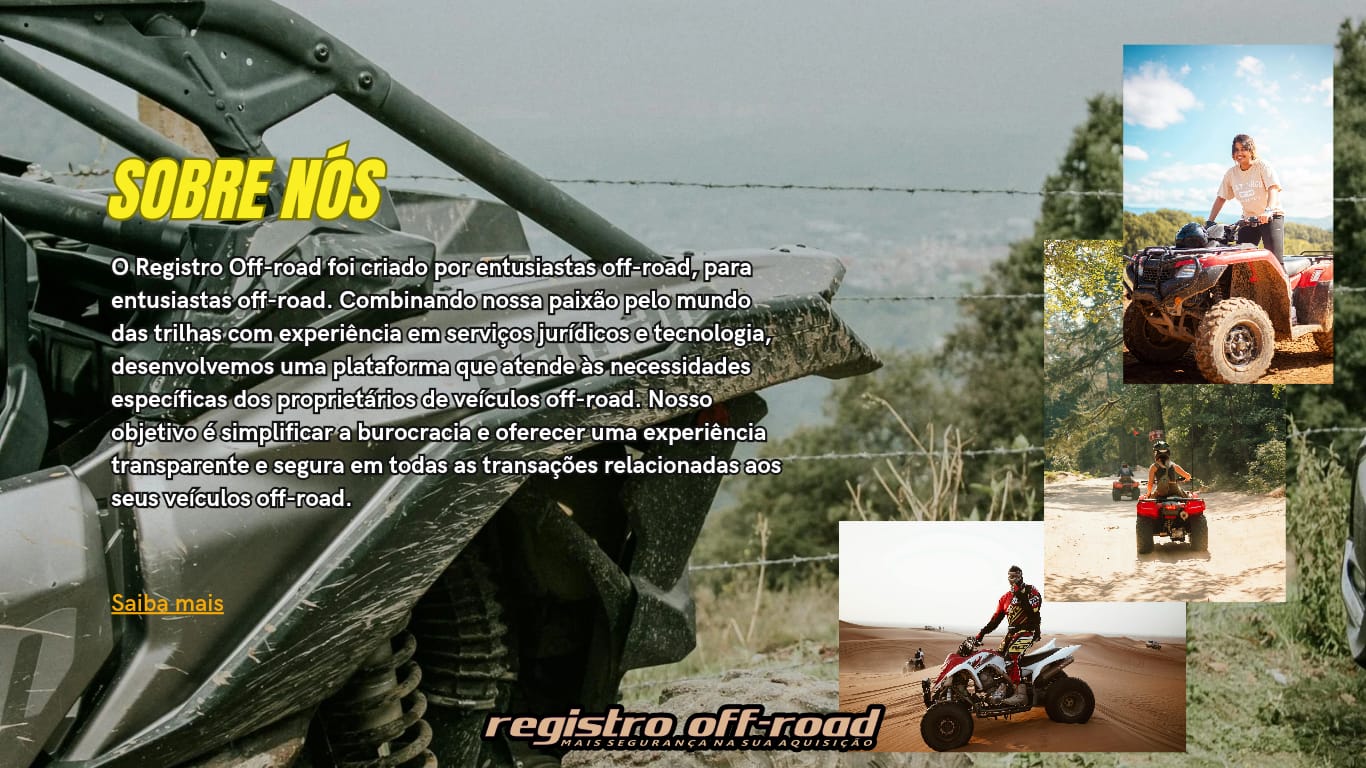 SOBRE NÓS
O Registro Off-road foi criado por entusiastas off-road, para
entusiastas off-road. Combinando nossa paixão pelo mundo
das trilhas com experiência em serviços jurídicos e tecnologia,
desenvolvemos uma plataforma que atende às necessidades
específicas dos proprietários de veículos off-road. Nosso
objetivo é simplificar a burocracia e oferecer uma experiência
transparente e segura em todas as transações relacionadas aos
seus veículos off-road.
Saiba mais
registro off-road
MAIS SEGURANÇA NA SUA AQUISIÇÃO